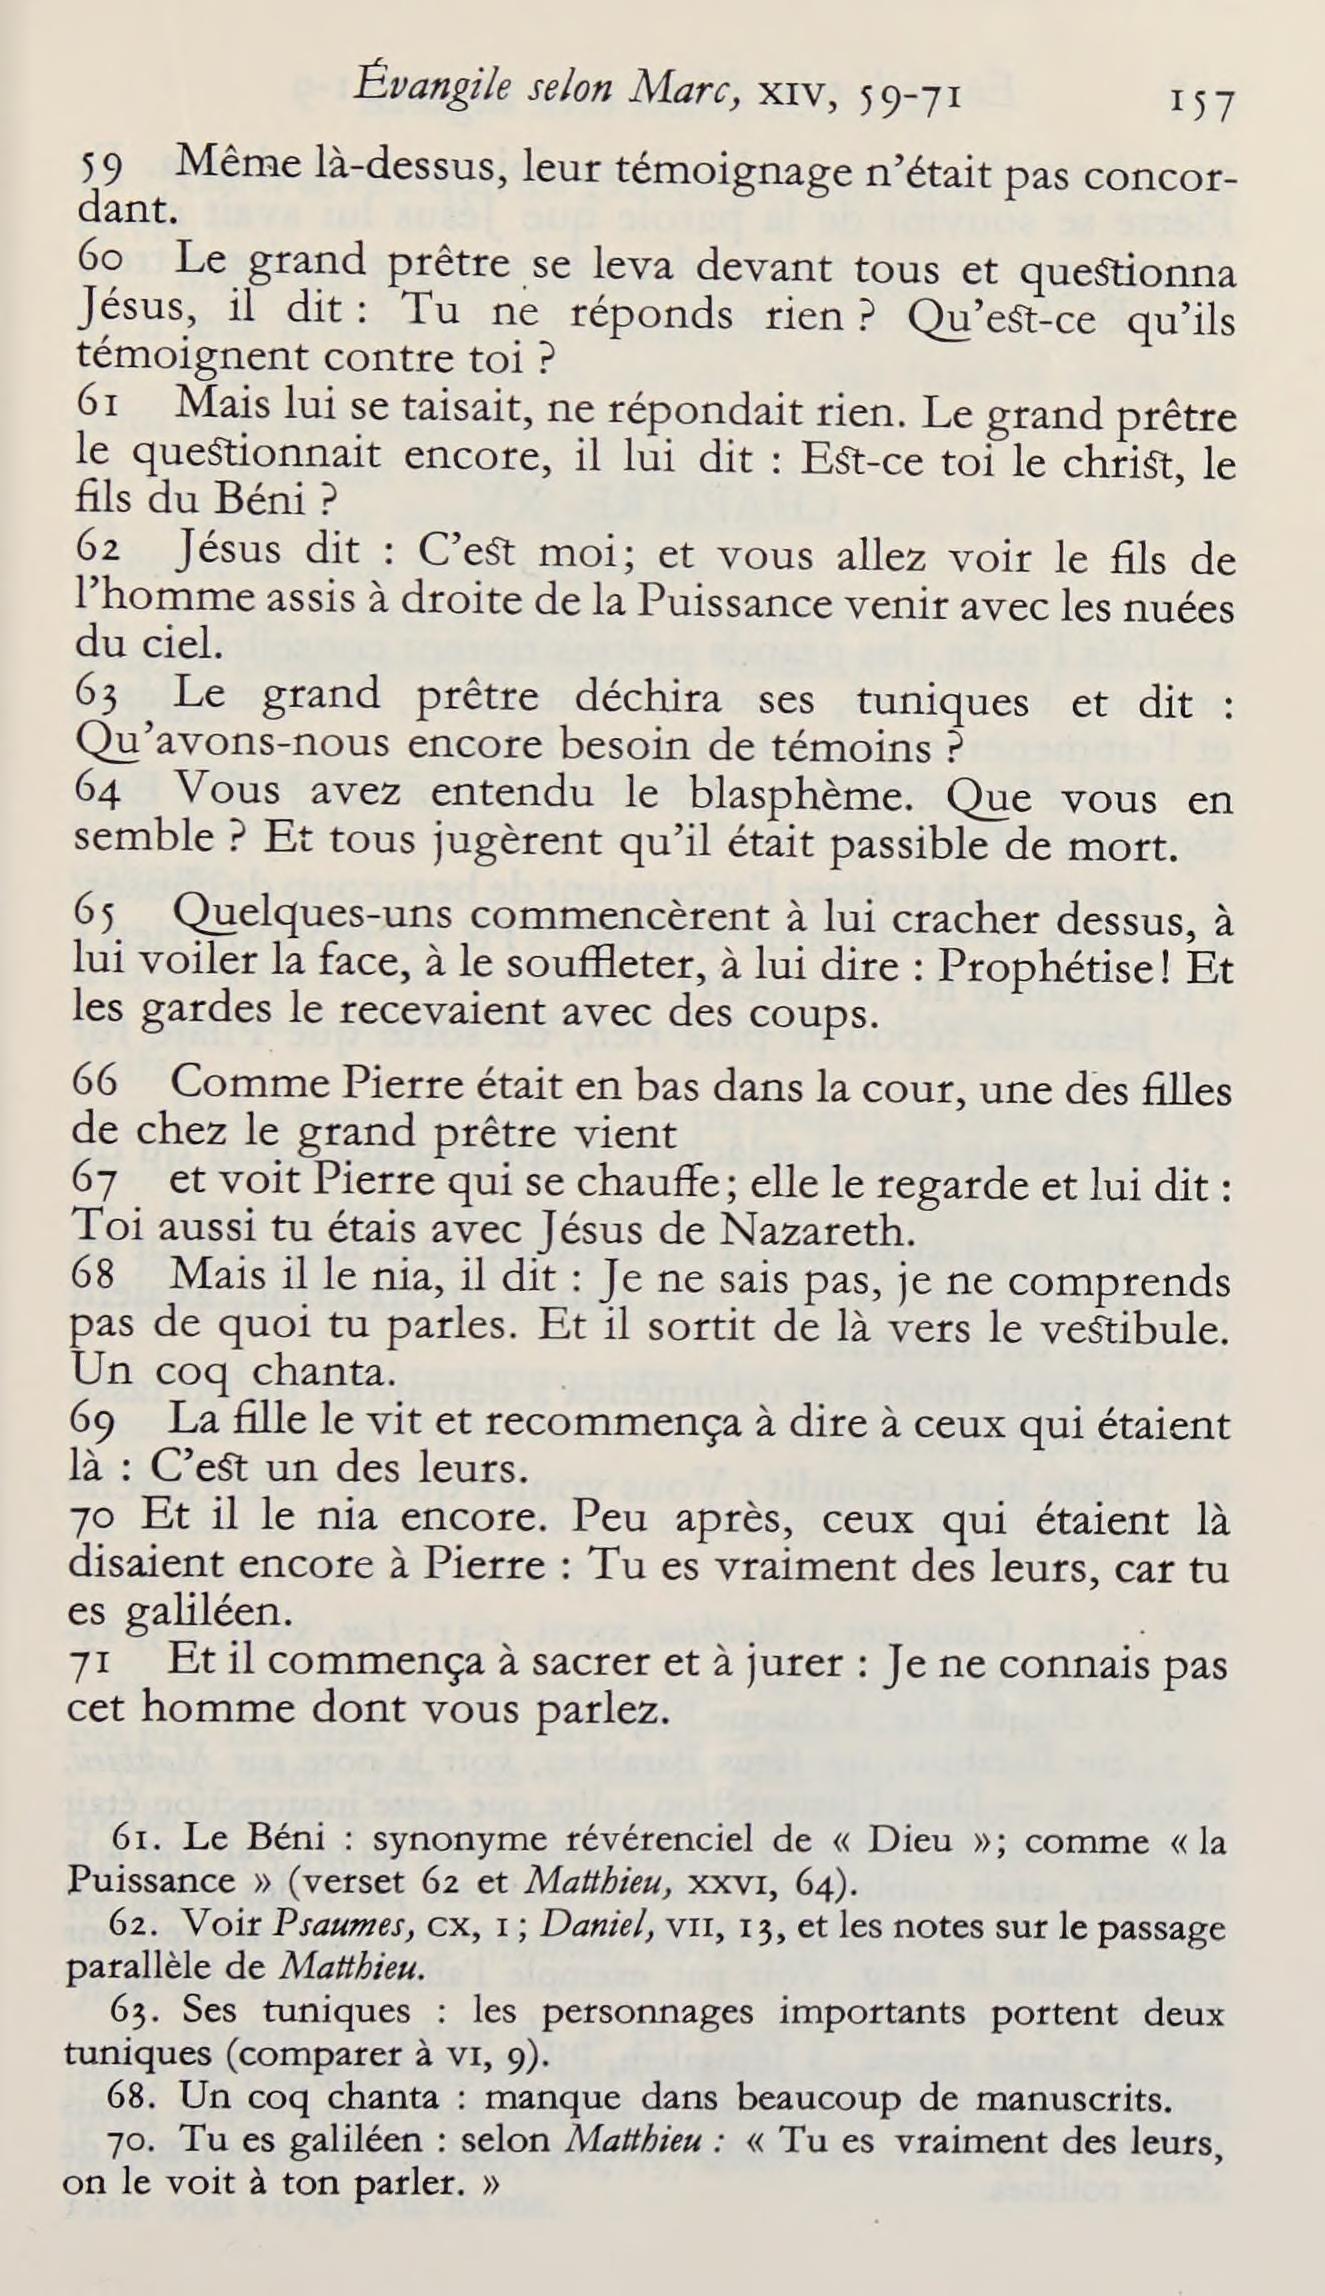 Évangile selon Marc, XIV, 59-71 157
59 Même là-dessus, leur témoignage n'était pas concor-
dant.
60 Le grand prêtre se leva devant tous et questionna
Jésus, il dit : Tu ne réponds rien ? Qu'est-ce qu'ils
témoignent contre toi ?
61 Mais lui se taisait, ne répondait rien. Le grand prêtre
le questionnait encore, il lui dit : Est-ce toi le christ, le
fils du Béni ?
62 Jésus dit : C'est moi; et vous allez voir le fils de
l'homme assis à droite de la Puissance venir avec les nuées
du ciel.
63 Le grand prêtre déchira ses tuniques et dit :
Qu'avons-nous encore besoin de témoins ?
64 Vous avez entendu le blasphème. Que vous en
semble ? Et tous jugèrent qu'il était passible de mort.
65 Quelques-uns commencèrent à lui cracher dessus, à
lui voiler la face, à le souffleter, à lui dire : Prophétise! Et
les gardes le recevaient avec des coups.
66 Comme Pierre était en bas dans la cour, une des filles
de chez le grand prêtre vient
67 et voit Pierre qui se chauffe; elle le regarde et lui dit :
Toi aussi tu étais avec Jésus de Nazareth.
68 Mais il le nia, il dit : Je ne sais pas, je ne comprends
pas de quoi tu parles. Et il sortit de là vers le vestibule.
Un coq chanta.
69 La fille le vit et recommença à dire à ceux qui étaient
là : C'est un des leurs.
70 Et il le nia encore. Peu après, ceux qui étaient là
disaient encore à Pierre : Tu es vraiment des leurs, car tu
es galiléen.
71 Et il commença à sacrer et à jurer : Je ne connais pas
cet homme dont vous parlez.
61. Le Béni : synonyme révérenciel de « Dieu »; comme « la
Puissance » (verset 62 et Matthieu, XXVI, 64).
62. Voir Psaumes, CX, 1 ; Daniel, VII, 13, et les notes sur le passage
parallèle de Matthieu.
63. Ses tuniques : les personnages importants portent deux
tuniques (comparer à VI, 9).
68. Un coq chanta : manque dans beaucoup de manuscrits.
70. Tu es galiléen : selon Matthieu : « Tu es vraiment des leurs,
on le voit à ton parler. »